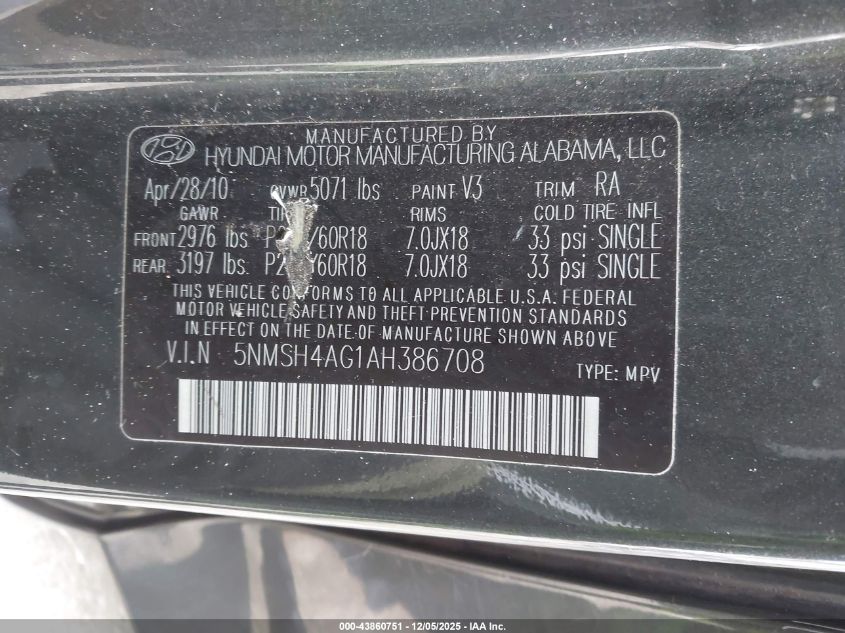 MANUFACTURED BY
HYUNDAI MOTOR MANUFACTURING ALABAMA, LLC
Apr/28/10 GVWR 5071 lbs PAINT V3 TRIM RA
GAWR RIMS COLD TIRE INFL
FRONT 2976 lbs /60R18 7.0JX18 33 psi SINGLE
REAR 3197 lbs. 60R18 7.0JX18 33 psi SINGLE
THIS VEHICLE CONFORMS TO ALL APPLICABLE U.S.A. FEDERAL
MOTOR VEHICLE SAFETY AND THEFT PREVENTION STANDARDS
IN EFFECT ON THE DATE OF MANUFACTURE SHOWN ABOVE
V.I.N 5NMSH4AG1AH386708 TYPE: MPV
000-43860751 - 12/05/2025 - IAA Inc.